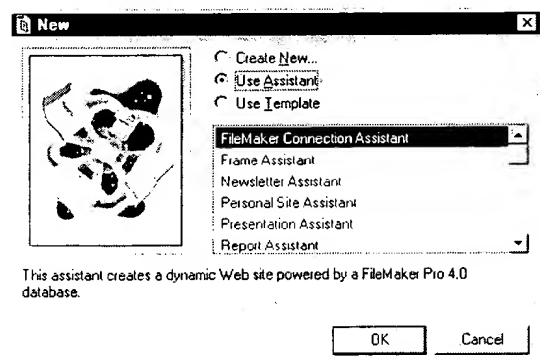 New
Create New...
Use Assistant
Use Template
FileMaker Connection Assistant
Frame Assistant
Newsletter Assistant
Personal Site Assistant
Presentation Assistant
Report Assistant
This assistant creates a dynamic Web site powered by a FileMaker Pro 4.0
database.
OK Cancel